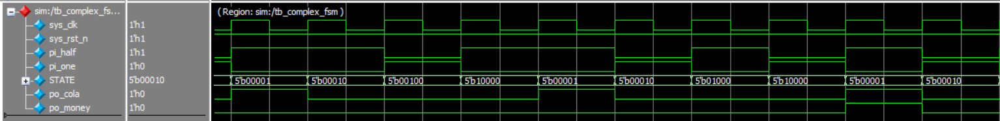 sim:/tb_complex_fs... ( Region: sim:/tb_complex_fsm )
sys_clk 1'h1
sys_rst_n 1'h1
pi_half 1'h1
pi_one 1'h0
STATE 5'b00010 5'b00001 5'b00010 5'b00100 5'b10000 5'b00001 5'b00010 5'b01000 5'b10000 5'b00001 5'b00010
po_cola 1'h0
po_money 1'h0